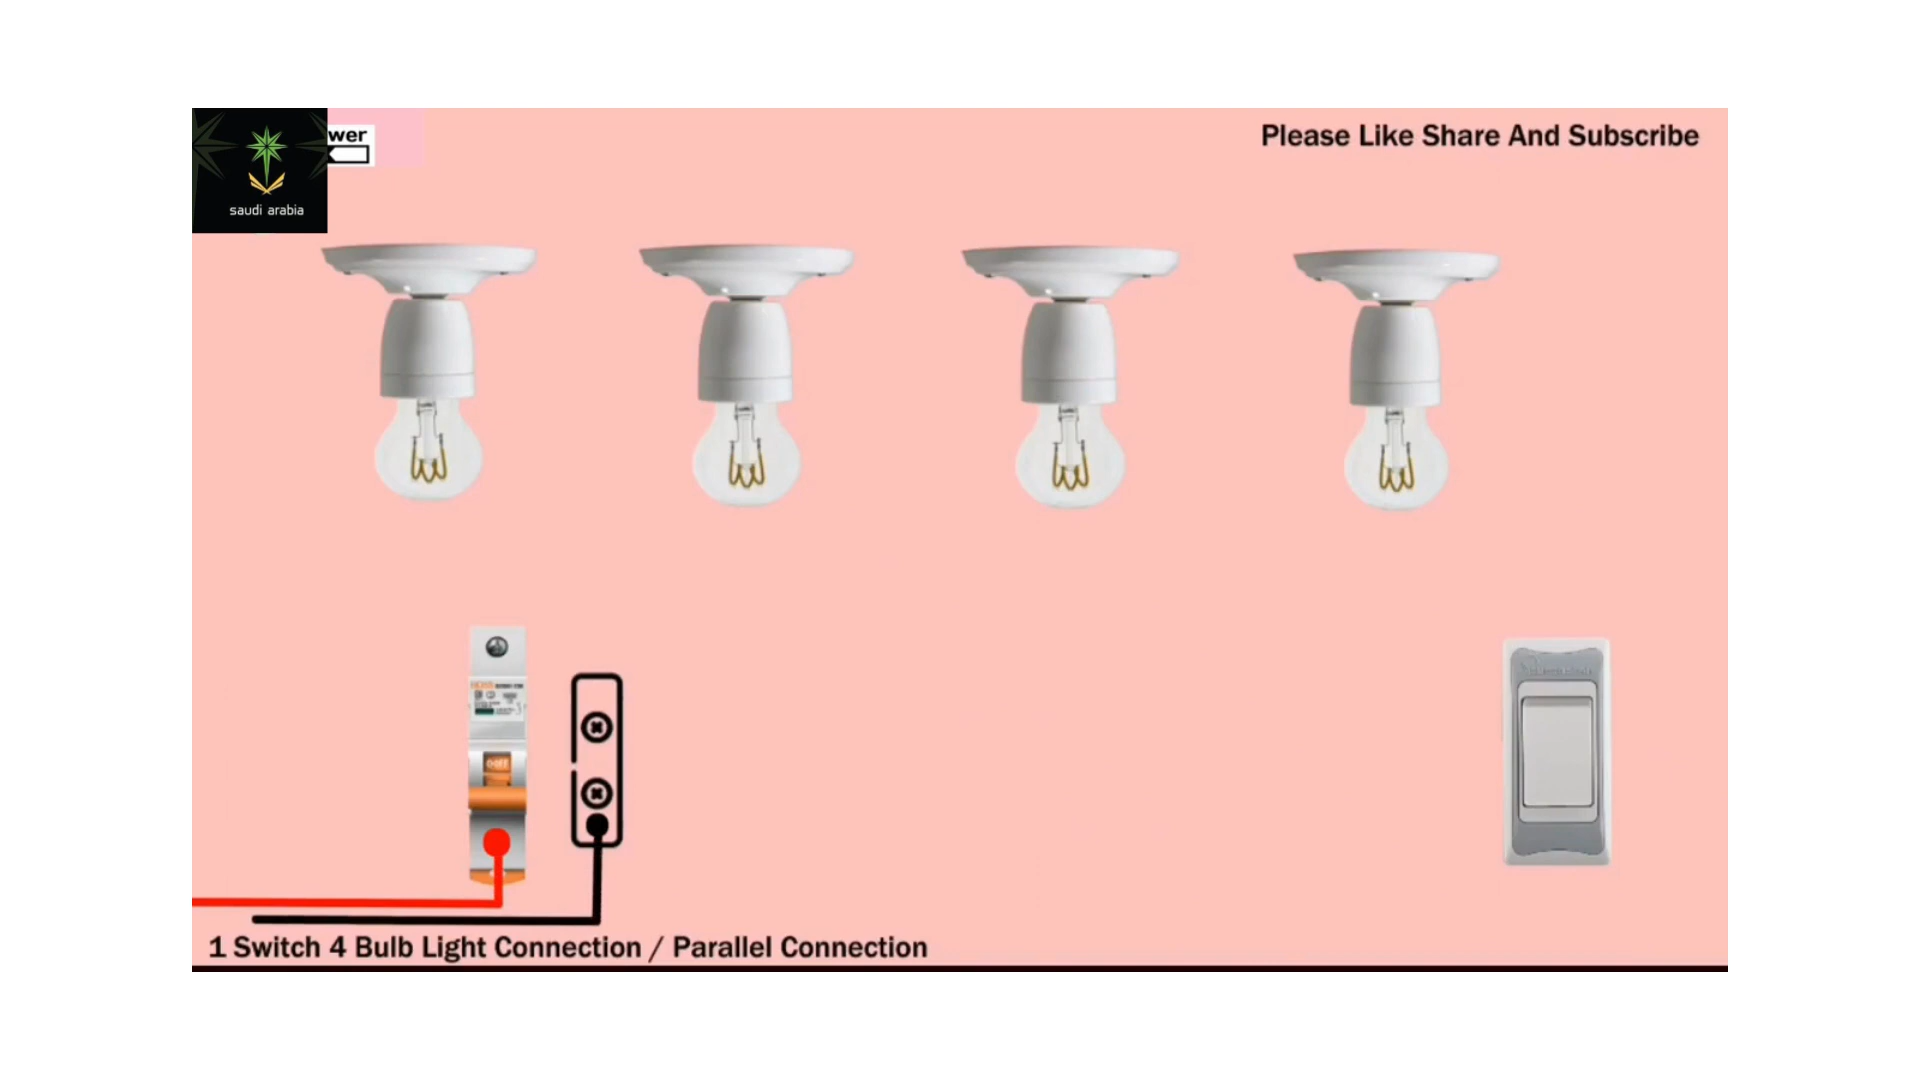 wer
Please Like Share And Subscribe
saudi arabia
1 Switch 4 Bulb Light Connection / Parallel Connection